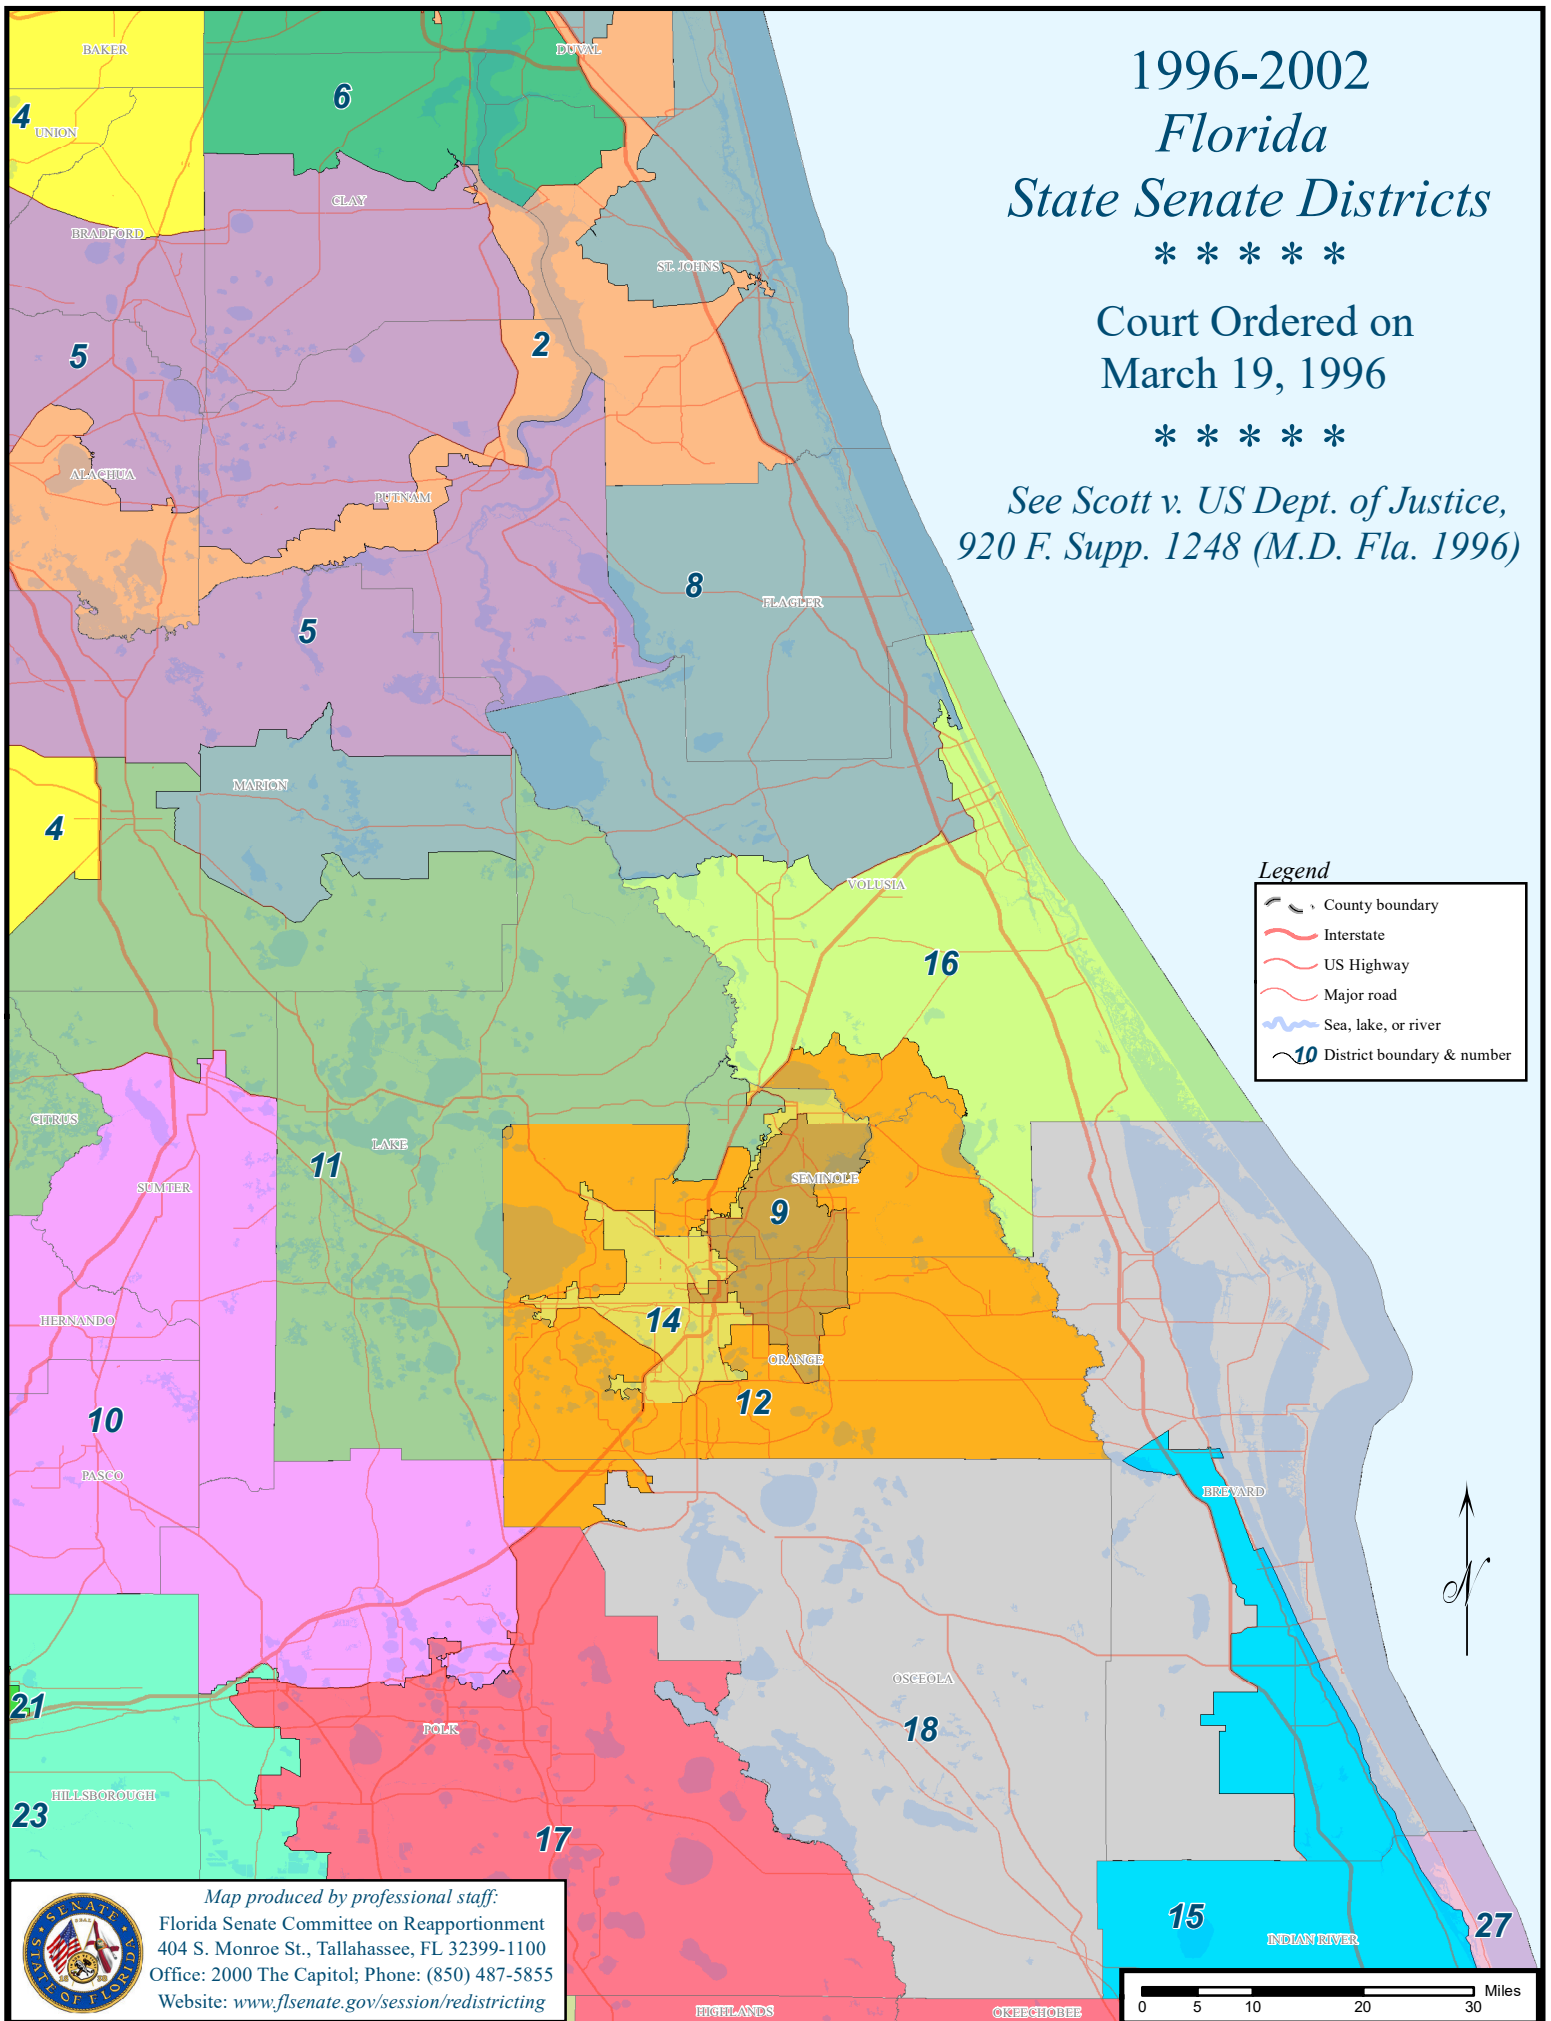 1996-2002
Florida
State Senate Districts
* * * * *
Court Ordered on
March 19, 1996
* * * * *
See Scott v. US Dept. of Justice,
920 F. Supp. 1248 (M.D. Fla. 1996)
BAKER
DUVAL
6
4
UNION
CLAY
BRADFORD
ST. JOHNS
2
5
ALACHUA
PUTNAM
8
FLAGLER
5
MARION
4
VOLUSIA
16
Legend
County boundary
Interstate
US Highway
Major road
Sea, lake, or river
10 District boundary & number
CITRUS
LAKE
11
SUMTER
SEMINOLE
9
HERNANDO
14
ORANGE
12
10
PASCO
BREVARD
N
OSCEOLA
21
POLK
18
HILLSBOROUGH
23
17
15
INDIAN RIVER
27
HIGHLANDS
OKEECHOBEE
SENATE
STATE OF FLORIDA
Map produced by professional staff:
Florida Senate Committee on Reapportionment
404 S. Monroe St., Tallahassee, FL 32399-1100
Office: 2000 The Capitol; Phone: (850) 487-5855
Website: www.flsenate.gov/session/redistricting
Miles
0 5 10 20 30